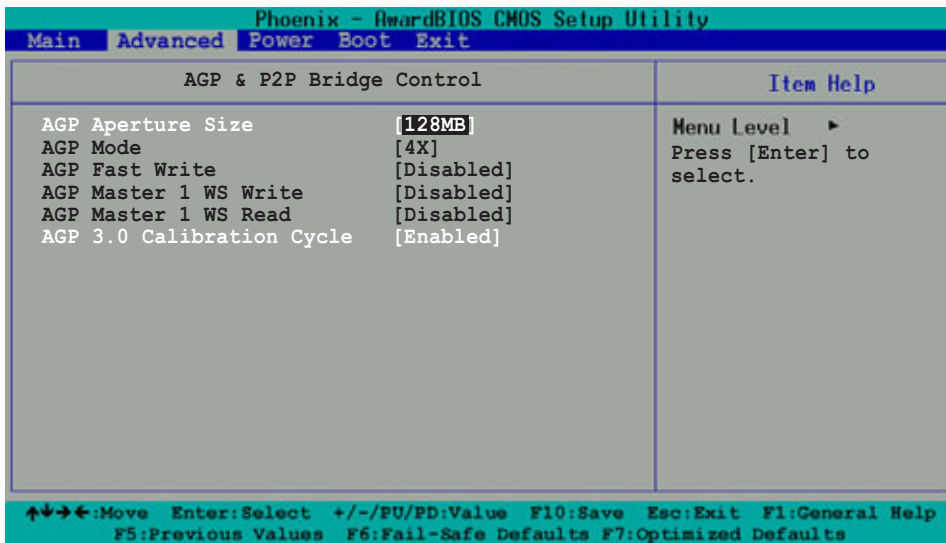 Phoenix - AwardBIOS CMOS Setup Utility
Main Advanced Power Boot Exit
AGP & P2P Bridge Control
Item Help
AGP Aperture Size [128MB]
AGP Mode [4X]
AGP Fast Write [Disabled]
AGP Master 1 WS Write [Disabled]
AGP Master 1 WS Read [Disabled]
AGP 3.0 Calibration Cycle [Enabled]
Menu Level ►
Press [Enter] to
select.
↑↓→←:Move Enter:Select +/-/PU/PD:Value F10:Save Esc:Exit F1:General Help
F5:Previous Values F6:Fail-Safe Defaults F7:Optimized Defaults